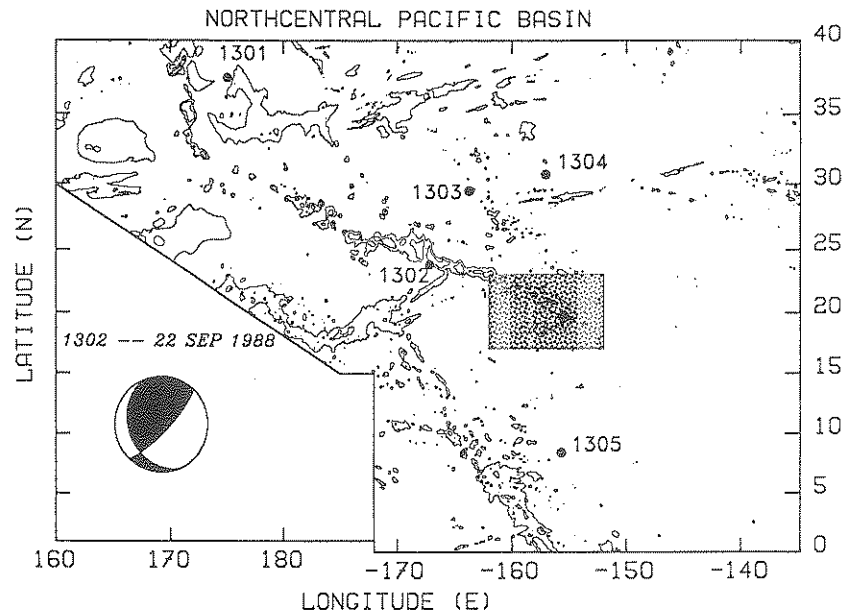 NORTHCENTRAL PACIFIC BASIN
40
1301
35
1304
1303
30
25
1302
20
1302 -- 22 SEP 1988
15
1305
10
5
0
160 170 180 -170 -160 -150 -140
LATITUDE (N)
LONGITUDE (E)